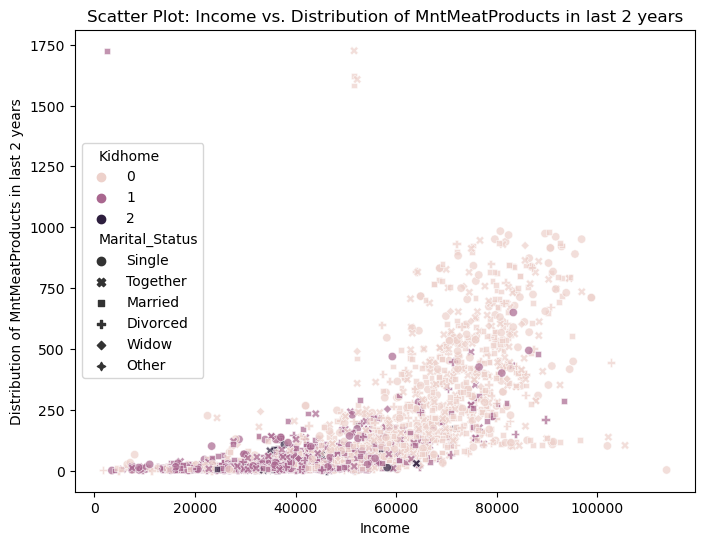 Scatter Plot: Income vs. Distribution of MntMeatProducts in last 2 years
Distribution of MntMeatProducts in last 2 years
1750
1500
1250
1000
750
500
250
0
Kidhome
0
1
2
Marital_Status
Single
Together
Married
Divorced
Widow
Other
0
20000
40000
60000
80000
100000
Income